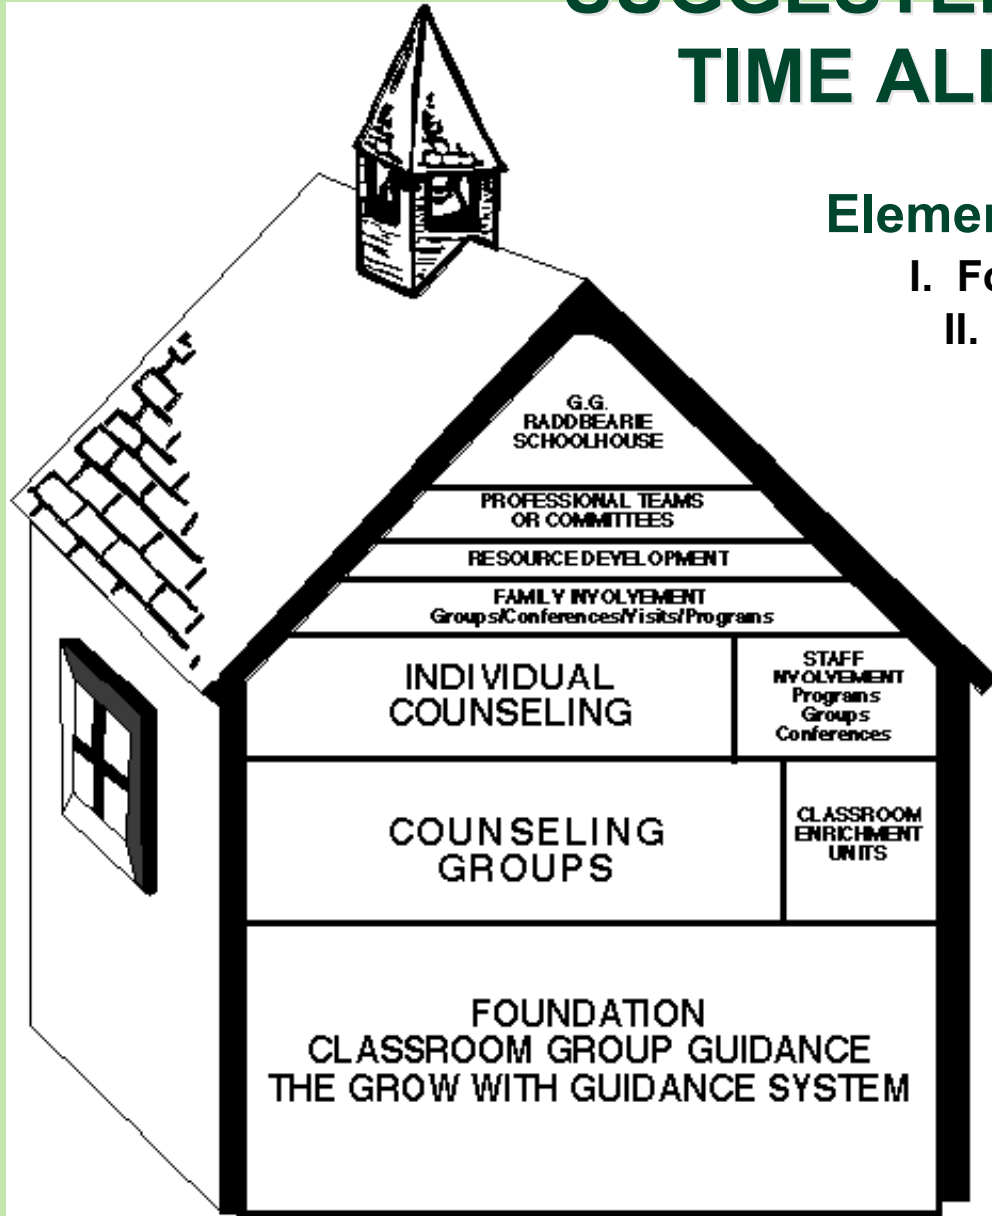 SUGGESTED
TIME ALL
Elemen
I. Fo
II.
G.G.
RADDBEARIE
SCHOOLHOUSE
PROFESSIONAL TEAMS
OR COMMITTEES
RESOURCE DEVELOPMENT
FAMILY INVOLVEMENT
Groups/Conferences/Visits/Programs
INDIVIDUAL
COUNSELING
STAFF
INVOLVEMENT
Programs
Groups
Conferences
COUNSELING
GROUPS
CLASSROOM
ENRICHMENT
UNITS
FOUNDATION
CLASSROOM GROUP GUIDANCE
THE GROW WITH GUIDANCE SYSTEM